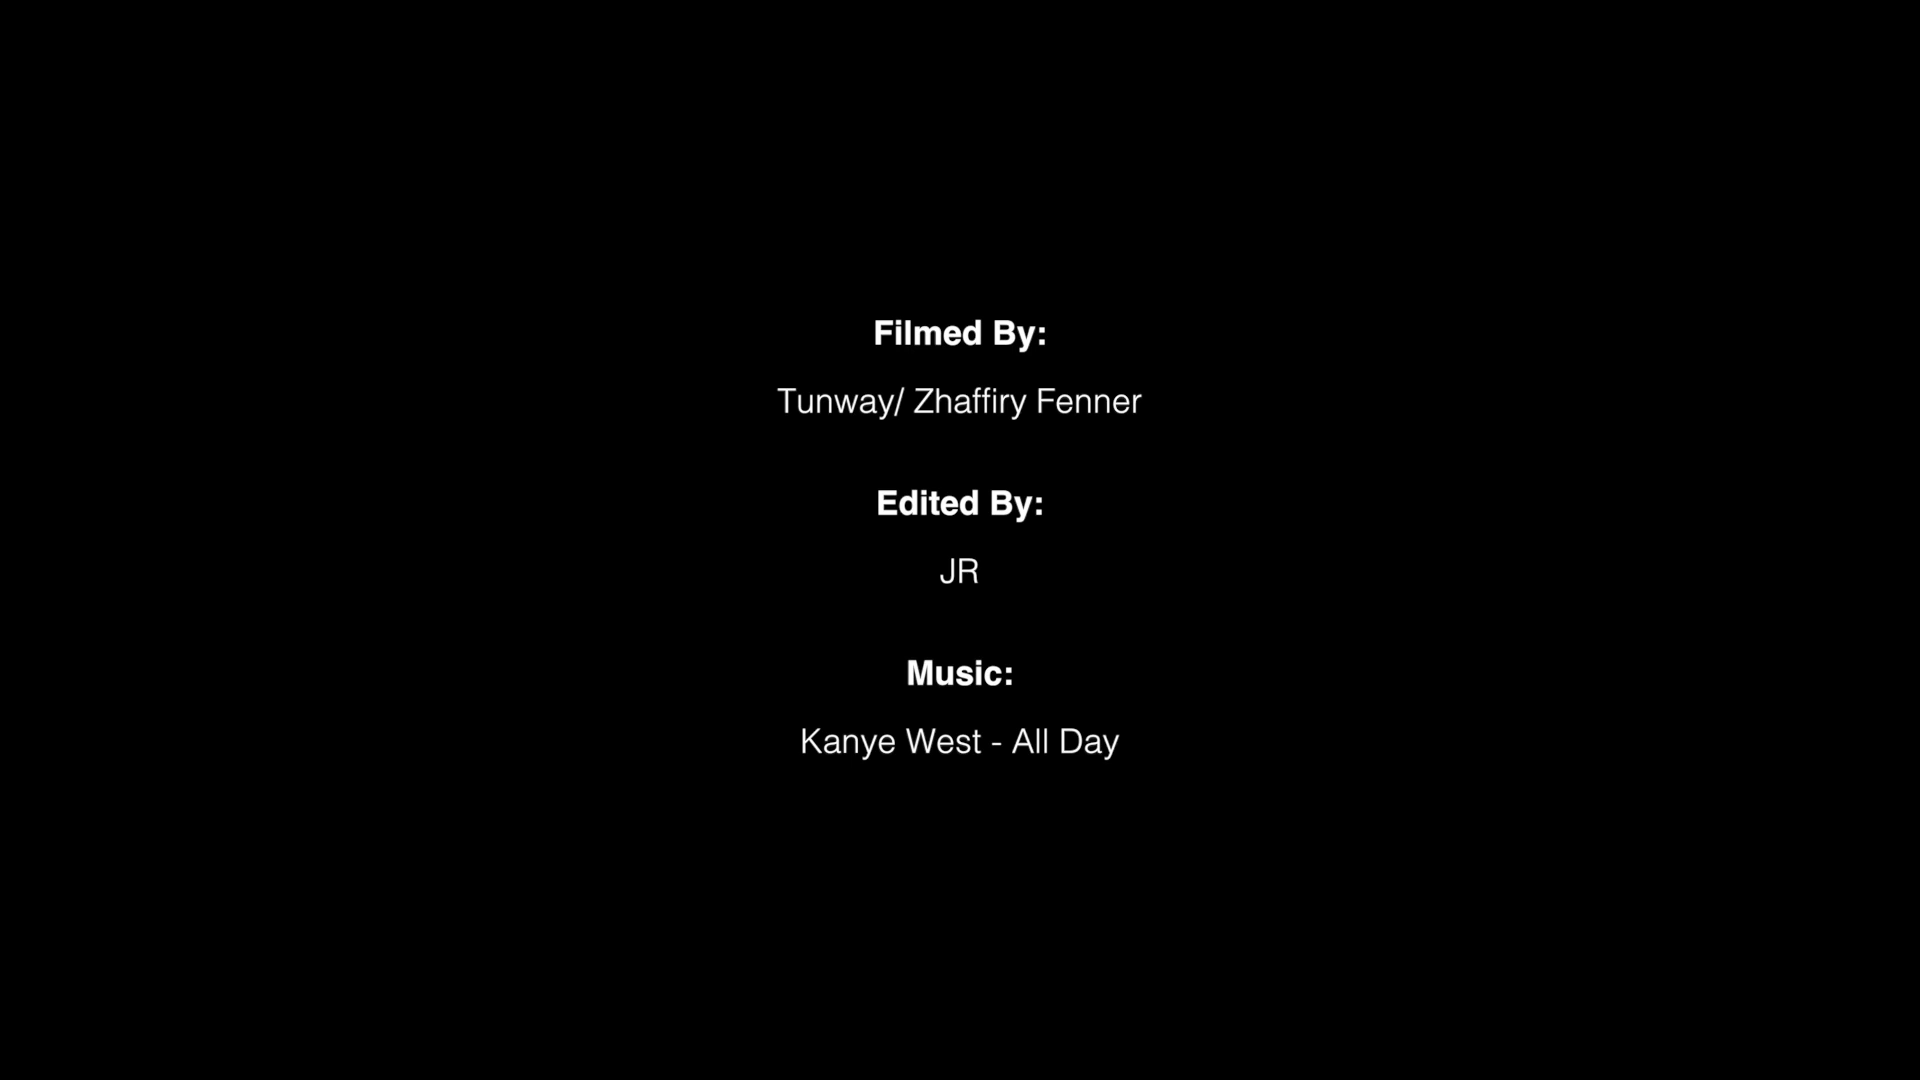 Filmed By:
Tunway/ Zhaffiry Fenner
Edited By:
JR
Music:
Kanye West - All Day